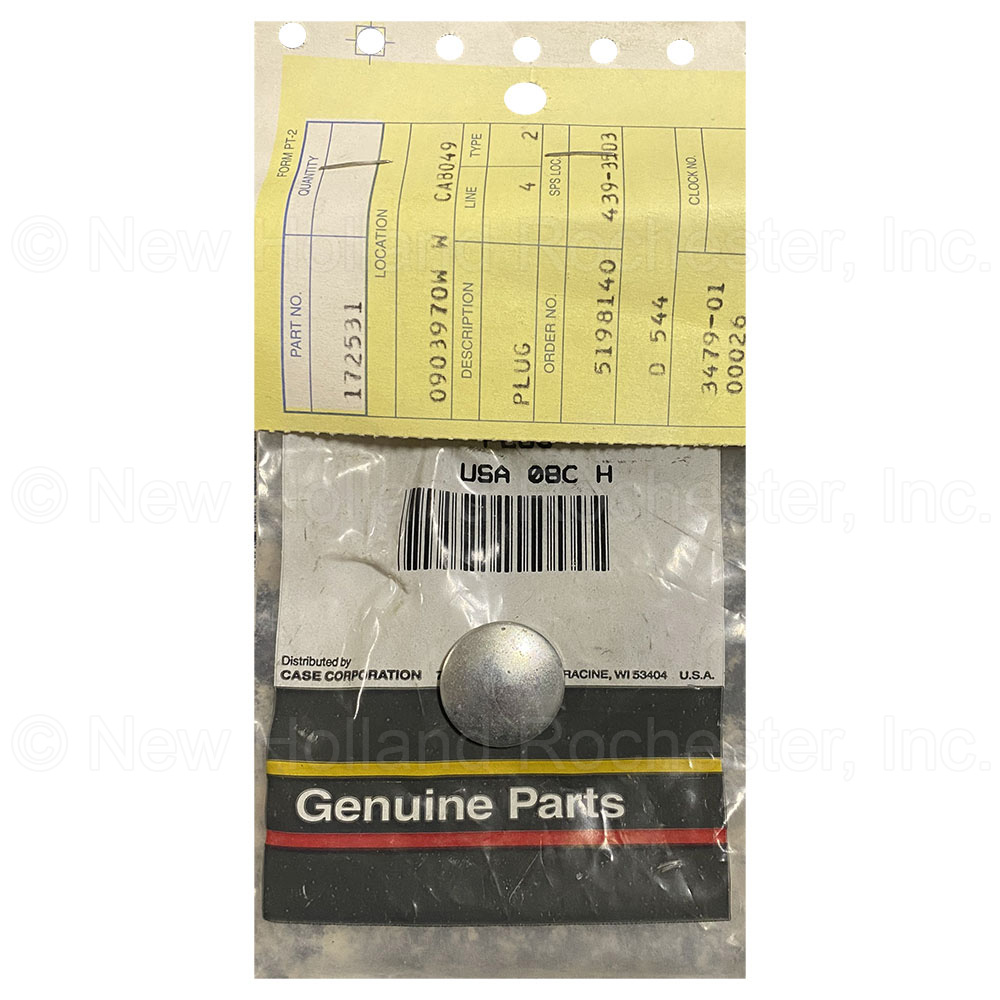 FORM PT-2
QUANTITY
PART NO.
172531
LOCATION
0903970W W CAB049
DESCRIPTION LINE TYPE
PLUG 4 2
ORDER NO. SPS LOC.
5198140 439-3503
D 544
CLOCK NO.
3479-01
00026
USA 08C H
Distributed by
CASE CORPORATION RACINE, WI 53404 U.S.A.
Genuine Parts
© New Holland Rochester, Inc.
© New Holland Rochester, Inc.
© New Holland Rochester, Inc.